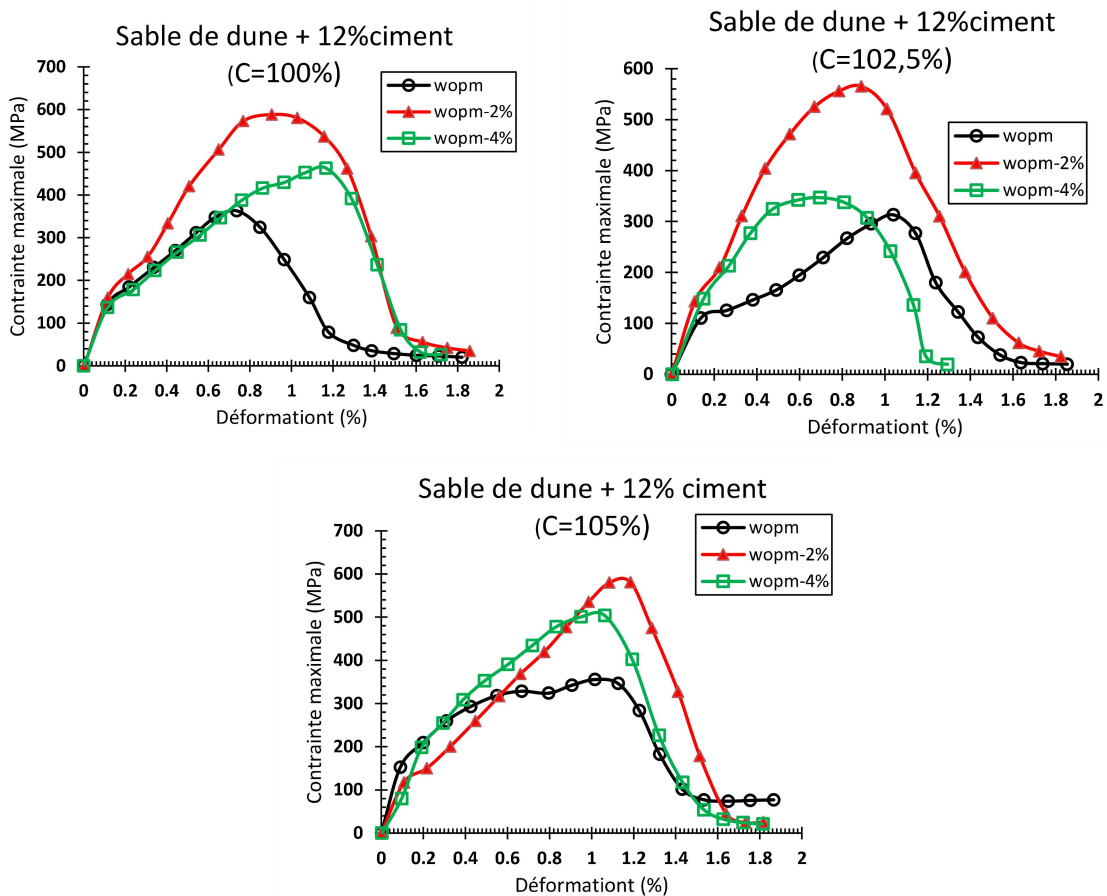 Sable de dune + 12%ciment
(C=100%)
Contrainte maximale (MPa)
700
600
500
400
300
200
100
0
0
0.2
0.4
0.6
0.8
1
1.2
1.4
1.6
1.8
2
Déformationt (%)
wopm
wopm-2%
wopm-4%
Sable de dune + 12%ciment
(C=102,5%)
Contrainte maximale (MPa)
600
500
400
300
200
100
0
0
0.2
0.4
0.6
0.8
1
1.2
1.4
1.6
1.8
2
Déformationt (%)
wopm
wopm-2%
wopm-4%
Sable de dune + 12% ciment
(C=105%)
Contrainte maximale (MPa)
700
600
500
400
300
200
100
0
0
0.2
0.4
0.6
0.8
1
1.2
1.4
1.6
1.8
2
Déformationt (%)
wopm
wopm-2%
wopm-4%